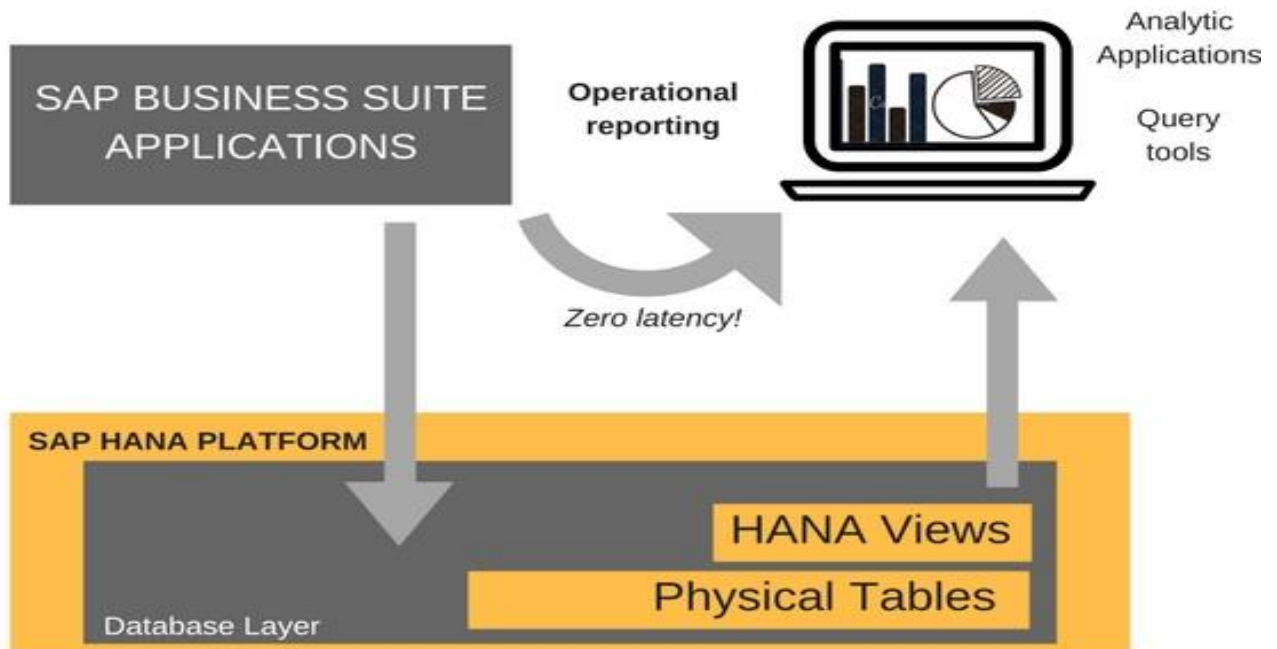 SAP BUSINESS SUITE
APPLICATIONS
Operational
reporting
Analytic
Applications
Query
tools
Zero latency!
SAP HANA PLATFORM
HANA Views
Physical Tables
Database Layer